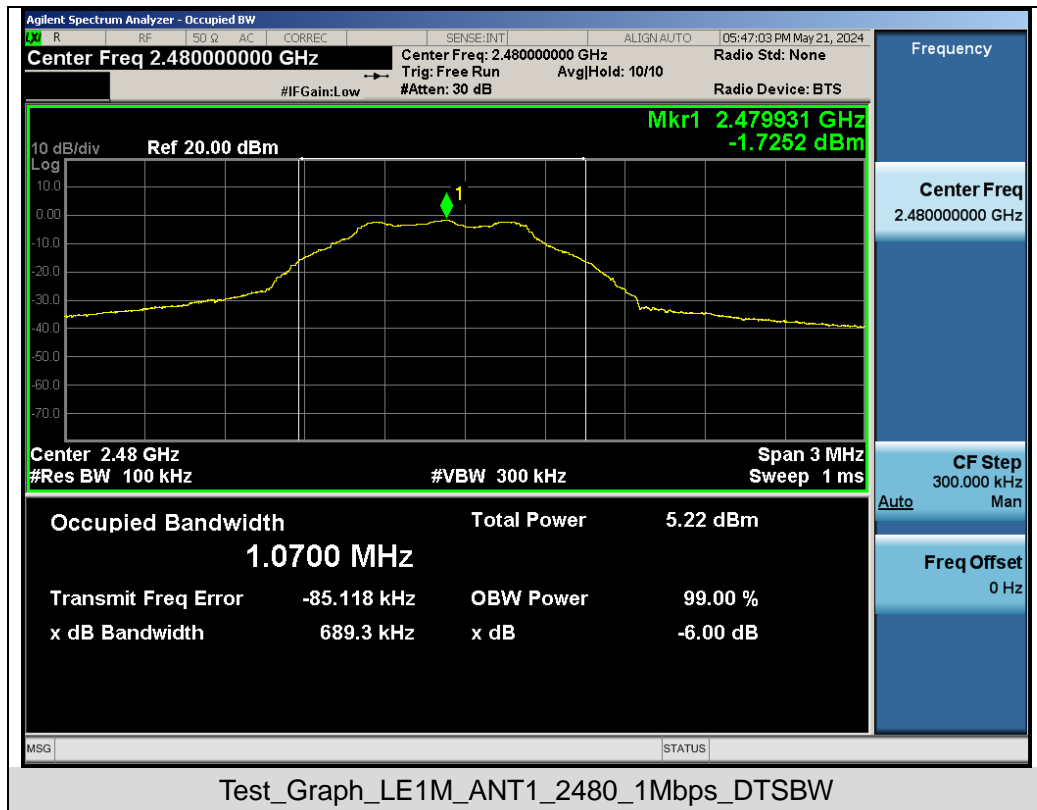 Agilent Spectrum Analyzer - Occupied BW
LXI R RF 50 Ω AC CORREC SENSE:INT ALIGN AUTO 05:47:03 PM May 21, 2024
Center Freq 2.480000000 GHz
Center Freq: 2.480000000 GHz Radio Std: None
Trig: Free Run Avg|Hold: 10/10
#IFGain:Low #Atten: 30 dB Radio Device: BTS
Mkr1 2.479931 GHz
-1.7252 dBm
10 dB/div Ref 20.00 dBm
Log
10.0
1
0.00
-10.0
-20.0
-30.0
-40.0
-50.0
-60.0
-70.0
Center 2.48 GHz Span 3 MHz
#Res BW 100 kHz #VBW 300 kHz Sweep 1 ms
Occupied Bandwidth Total Power 5.22 dBm
1.0700 MHz
Transmit Freq Error -85.118 kHz OBW Power 99.00 %
x dB Bandwidth 689.3 kHz x dB -6.00 dB
Frequency
Center Freq
2.480000000 GHz
CF Step
300.000 kHz
Auto Man
Freq Offset
0 Hz
MSG STATUS
Test_Graph_LE1M_ANT1_2480_1Mbps_DTSBW